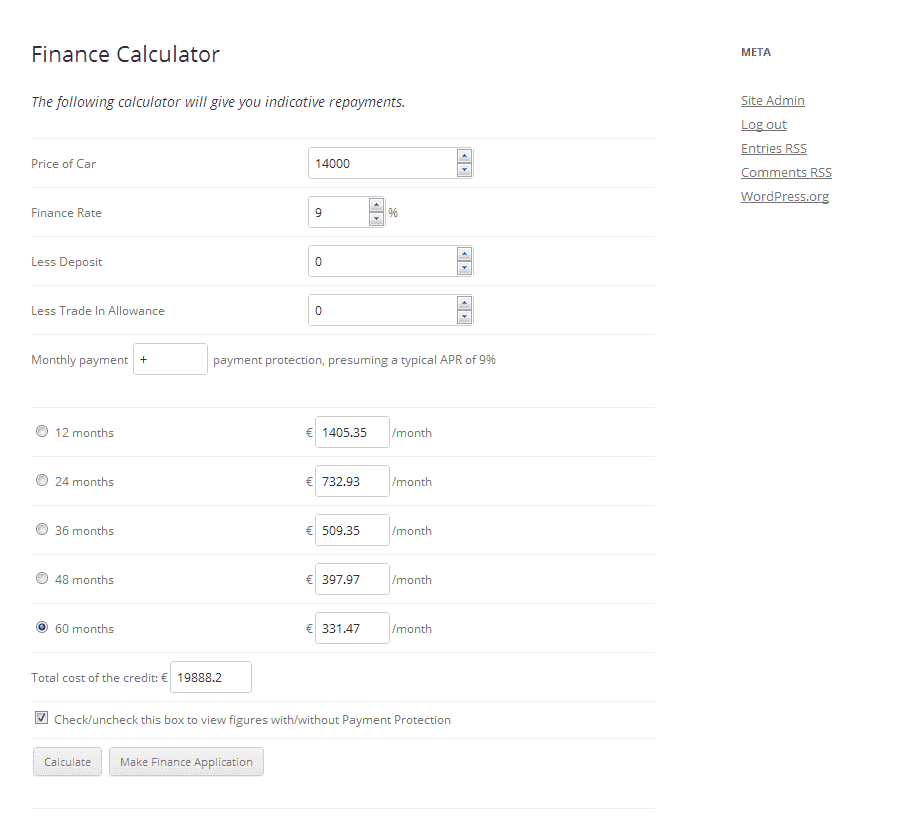 Finance Calculator
The following calculator will give you indicative repayments.
Price of Car 14000
Finance Rate 9 %
Less Deposit 0
Less Trade In Allowance 0
Monthly payment + payment protection, presuming a typical APR of 9%
12 months € 1405.35 /month
24 months € 732.93 /month
36 months € 509.35 /month
48 months € 397.97 /month
60 months € 331.47 /month
Total cost of the credit: € 19888.2
Check/uncheck this box to view figures with/without Payment Protection
Calculate Make Finance Application
META
Site Admin
Log out
Entries RSS
Comments RSS
WordPress.org